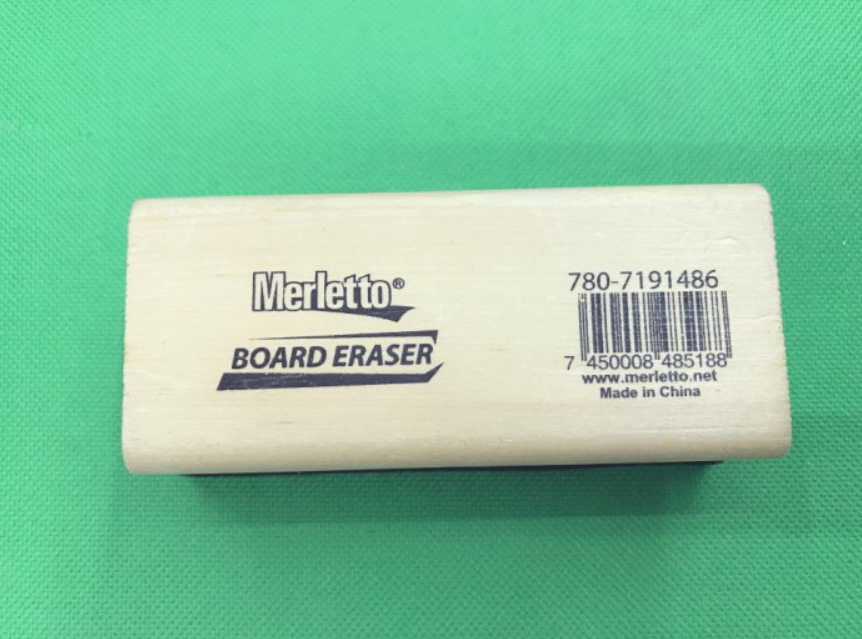 Merletto®
BOARD ERASER
780-7191486
7 450008 485188
www.merletto.net
Made in China